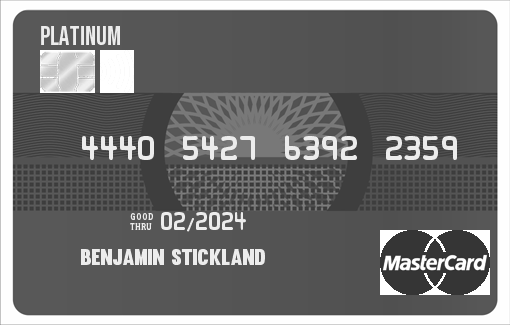 PLATINUM
4440 5427 6392 2359
GOOD THRU 02/2024
BENJAMIN STICKLAND
MasterCard